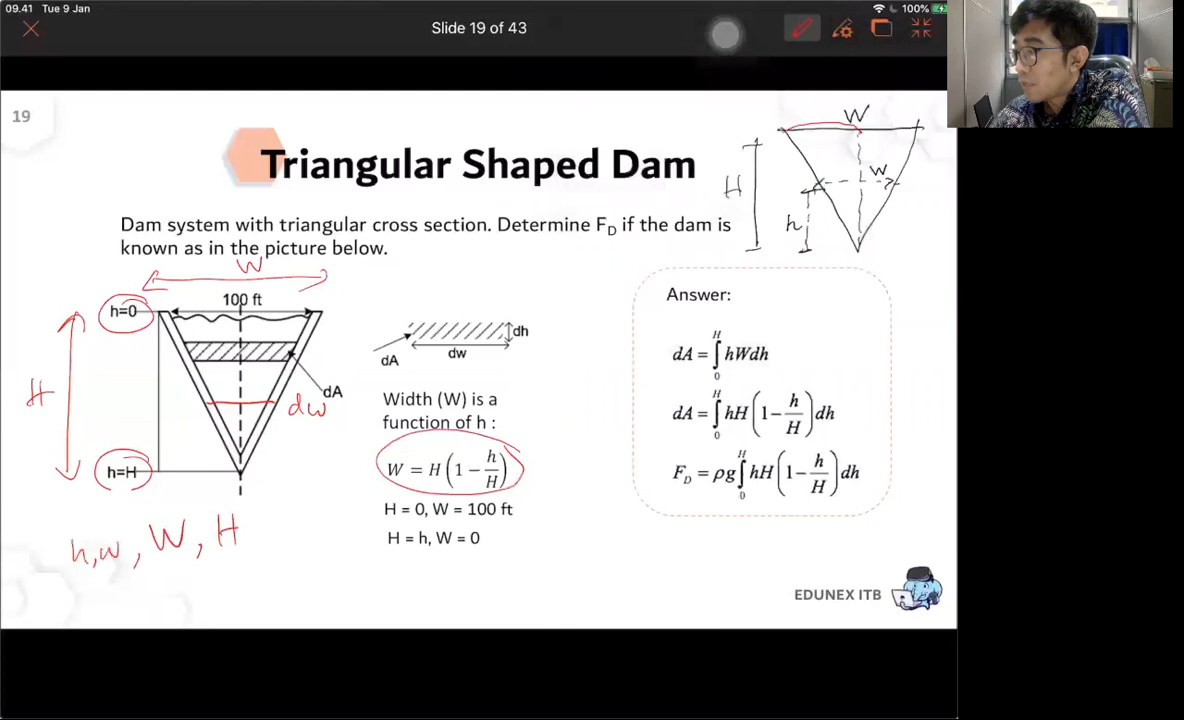 09.41 Tue 9 Jan
100%
Slide 19 of 43
19
Triangular Shaped Dam
Dam system with triangular cross section. Determine F_D if the dam is
known as in the picture below.
W
H
w
h
W
h=0
100 ft
H
dA
dw
h=H
h,w, W, H
dh
dw
dA
Width (W) is a
function of h :
W = H(1 − h/H)
H = 0, W = 100 ft
H = h, W = 0
Answer:
dA = ∫₀ᴴ hWdh
dA = ∫₀ᴴ hH(1 − h/H)dh
F_D = ρg∫₀ᴴ hH(1 − h/H)dh
EDUNEX ITB